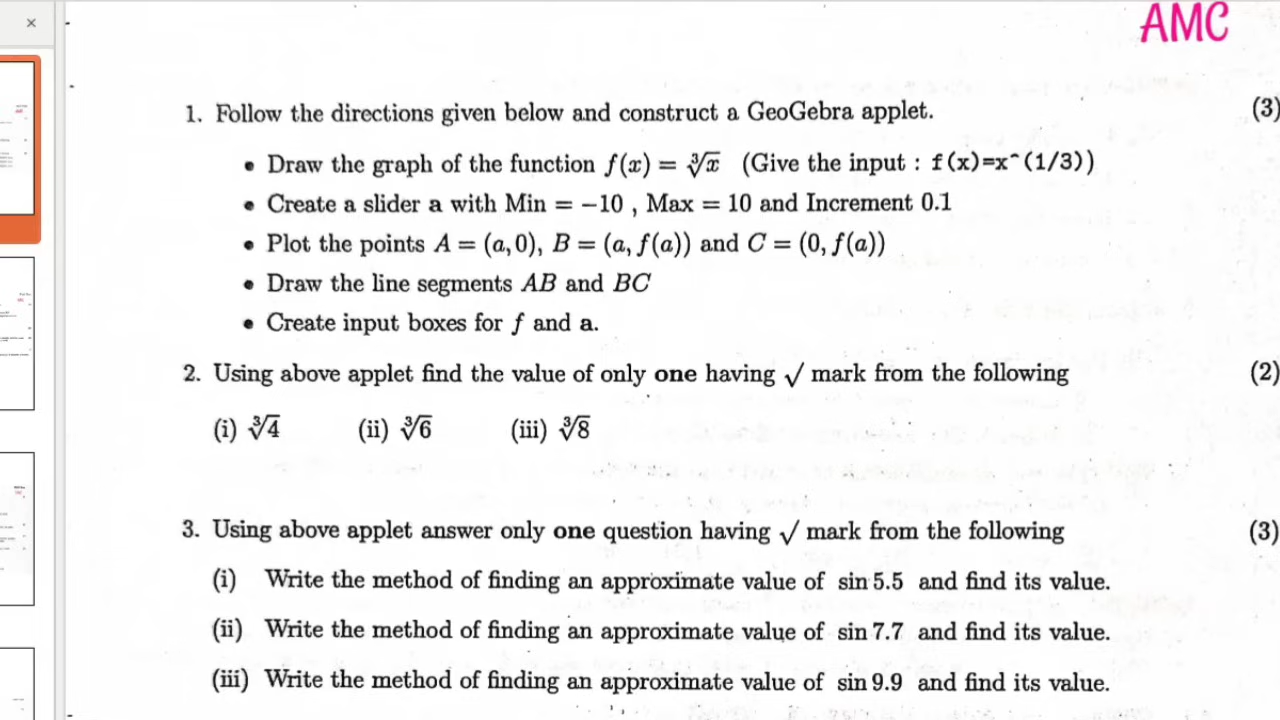 ×
AMC
1. Follow the directions given below and construct a GeoGebra applet. (3)
• Draw the graph of the function f(x) = ∛x (Give the input : f(x)=x^(1/3))
• Create a slider a with Min = −10 , Max = 10 and Increment 0.1
• Plot the points A = (a, 0), B = (a, f(a)) and C = (0, f(a))
• Draw the line segments AB and BC
• Create input boxes for f and a.
2. Using above applet find the value of only one having √ mark from the following (2)
(i) ∛4 (ii) ∛6 (iii) ∛8
3. Using above applet answer only one question having √ mark from the following (3)
(i) Write the method of finding an approximate value of sin 5.5 and find its value.
(ii) Write the method of finding an approximate value of sin 7.7 and find its value.
(iii) Write the method of finding an approximate value of sin 9.9 and find its value.